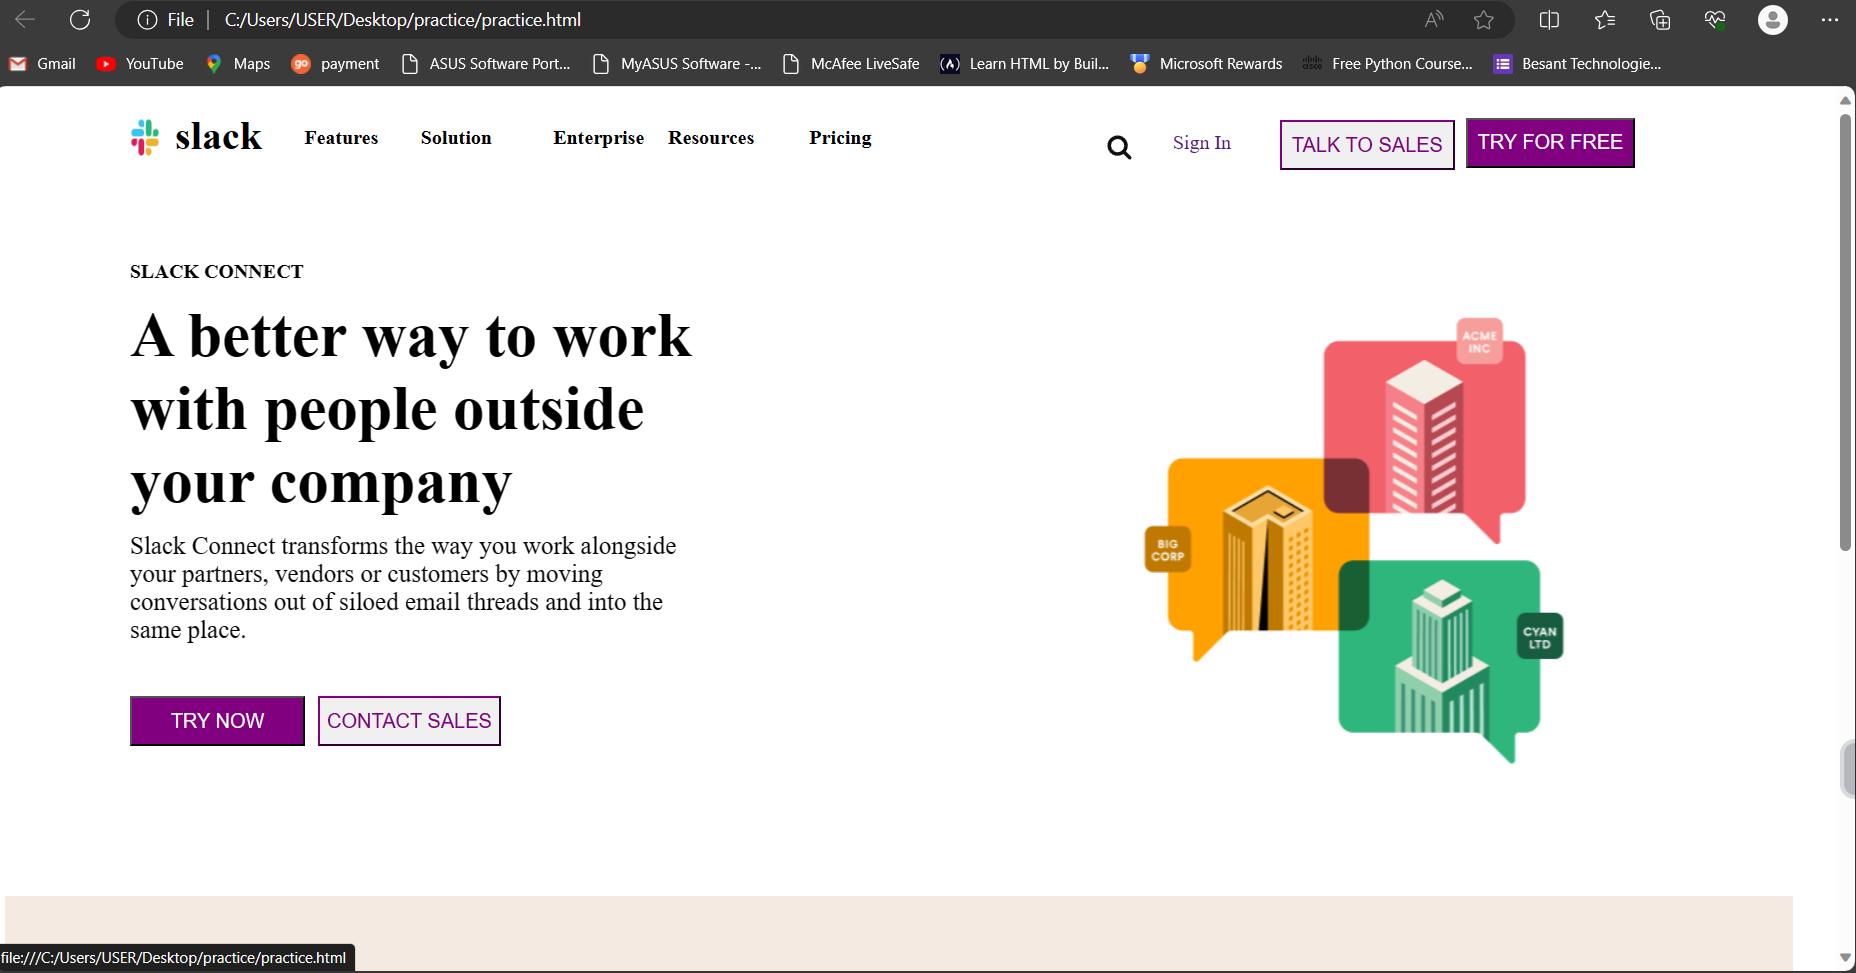 File C:/Users/USER/Desktop/practice/practice.html
Gmail YouTube Maps payment ASUS Software Port... MyASUS Software -... McAfee LiveSafe Learn HTML by Buil... Microsoft Rewards Free Python Course... Besant Technologie...
slack Features Solution Enterprise Resources Pricing Sign In TALK TO SALES TRY FOR FREE
SLACK CONNECT
A better way to work
with people outside
your company
Slack Connect transforms the way you work alongside
your partners, vendors or customers by moving
conversations out of siloed email threads and into the
same place.
TRY NOW CONTACT SALES
ACME
INC
BIG
CORP
CYAN
LTD
file:///C:/Users/USER/Desktop/practice/practice.html